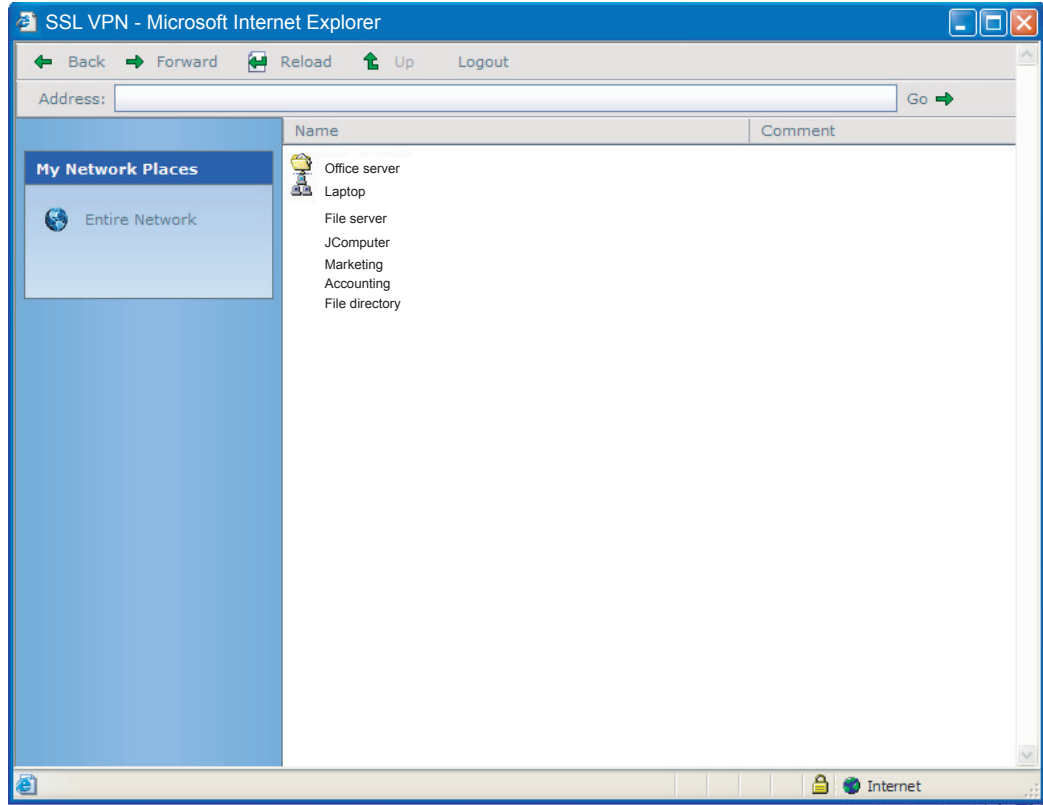 SSL VPN - Microsoft Internet Explorer
Back Forward Reload Up Logout
Address: Go
Name Comment
My Network Places
Entire Network
Office server
Laptop
File server
JComputer
Marketing
Accounting
File directory
Internet